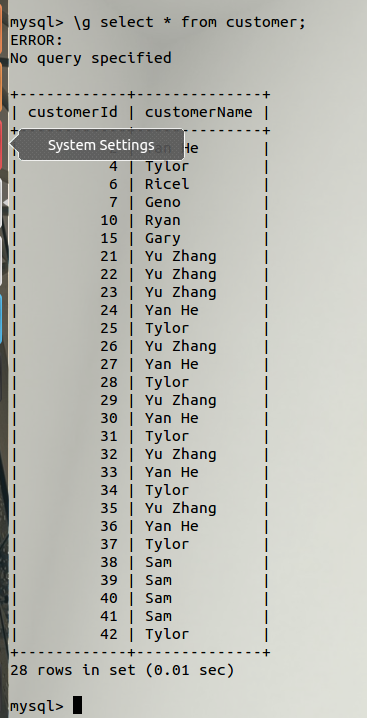 mysql> \g select * from customer;
ERROR:
No query specified
+------------+--------------+
| customerId | customerName |
+------------+--------------+
System Settings
He |
| 4 | Tylor |
| 6 | Ricel |
| 7 | Geno |
| 10 | Ryan |
| 15 | Gary |
| 21 | Yu Zhang |
| 22 | Yu Zhang |
| 23 | Yu Zhang |
| 24 | Yan He |
| 25 | Tylor |
| 26 | Yu Zhang |
| 27 | Yan He |
| 28 | Tylor |
| 29 | Yu Zhang |
| 30 | Yan He |
| 31 | Tylor |
| 32 | Yu Zhang |
| 33 | Yan He |
| 34 | Tylor |
| 35 | Yu Zhang |
| 36 | Yan He |
| 37 | Tylor |
| 38 | Sam |
| 39 | Sam |
| 40 | Sam |
| 41 | Sam |
| 42 | Tylor |
+------------+--------------+
28 rows in set (0.01 sec)
mysql>